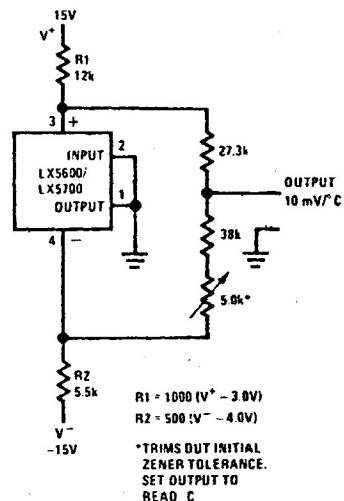 15V
V+
R1
12k
3
+
INPUT
2
LX5600/
LX5700
OUTPUT
1
4
−
27.3k
OUTPUT
10 mV/°C
38k
5.0k*
R2
5.5k
V−
−15V
R1 = 1000 (V+ − 3.0V)
R2 = 500 (V− − 4.0V)
*TRIMS OUT INITIAL
ZENER TOLERANCE.
SET OUTPUT TO
READ C